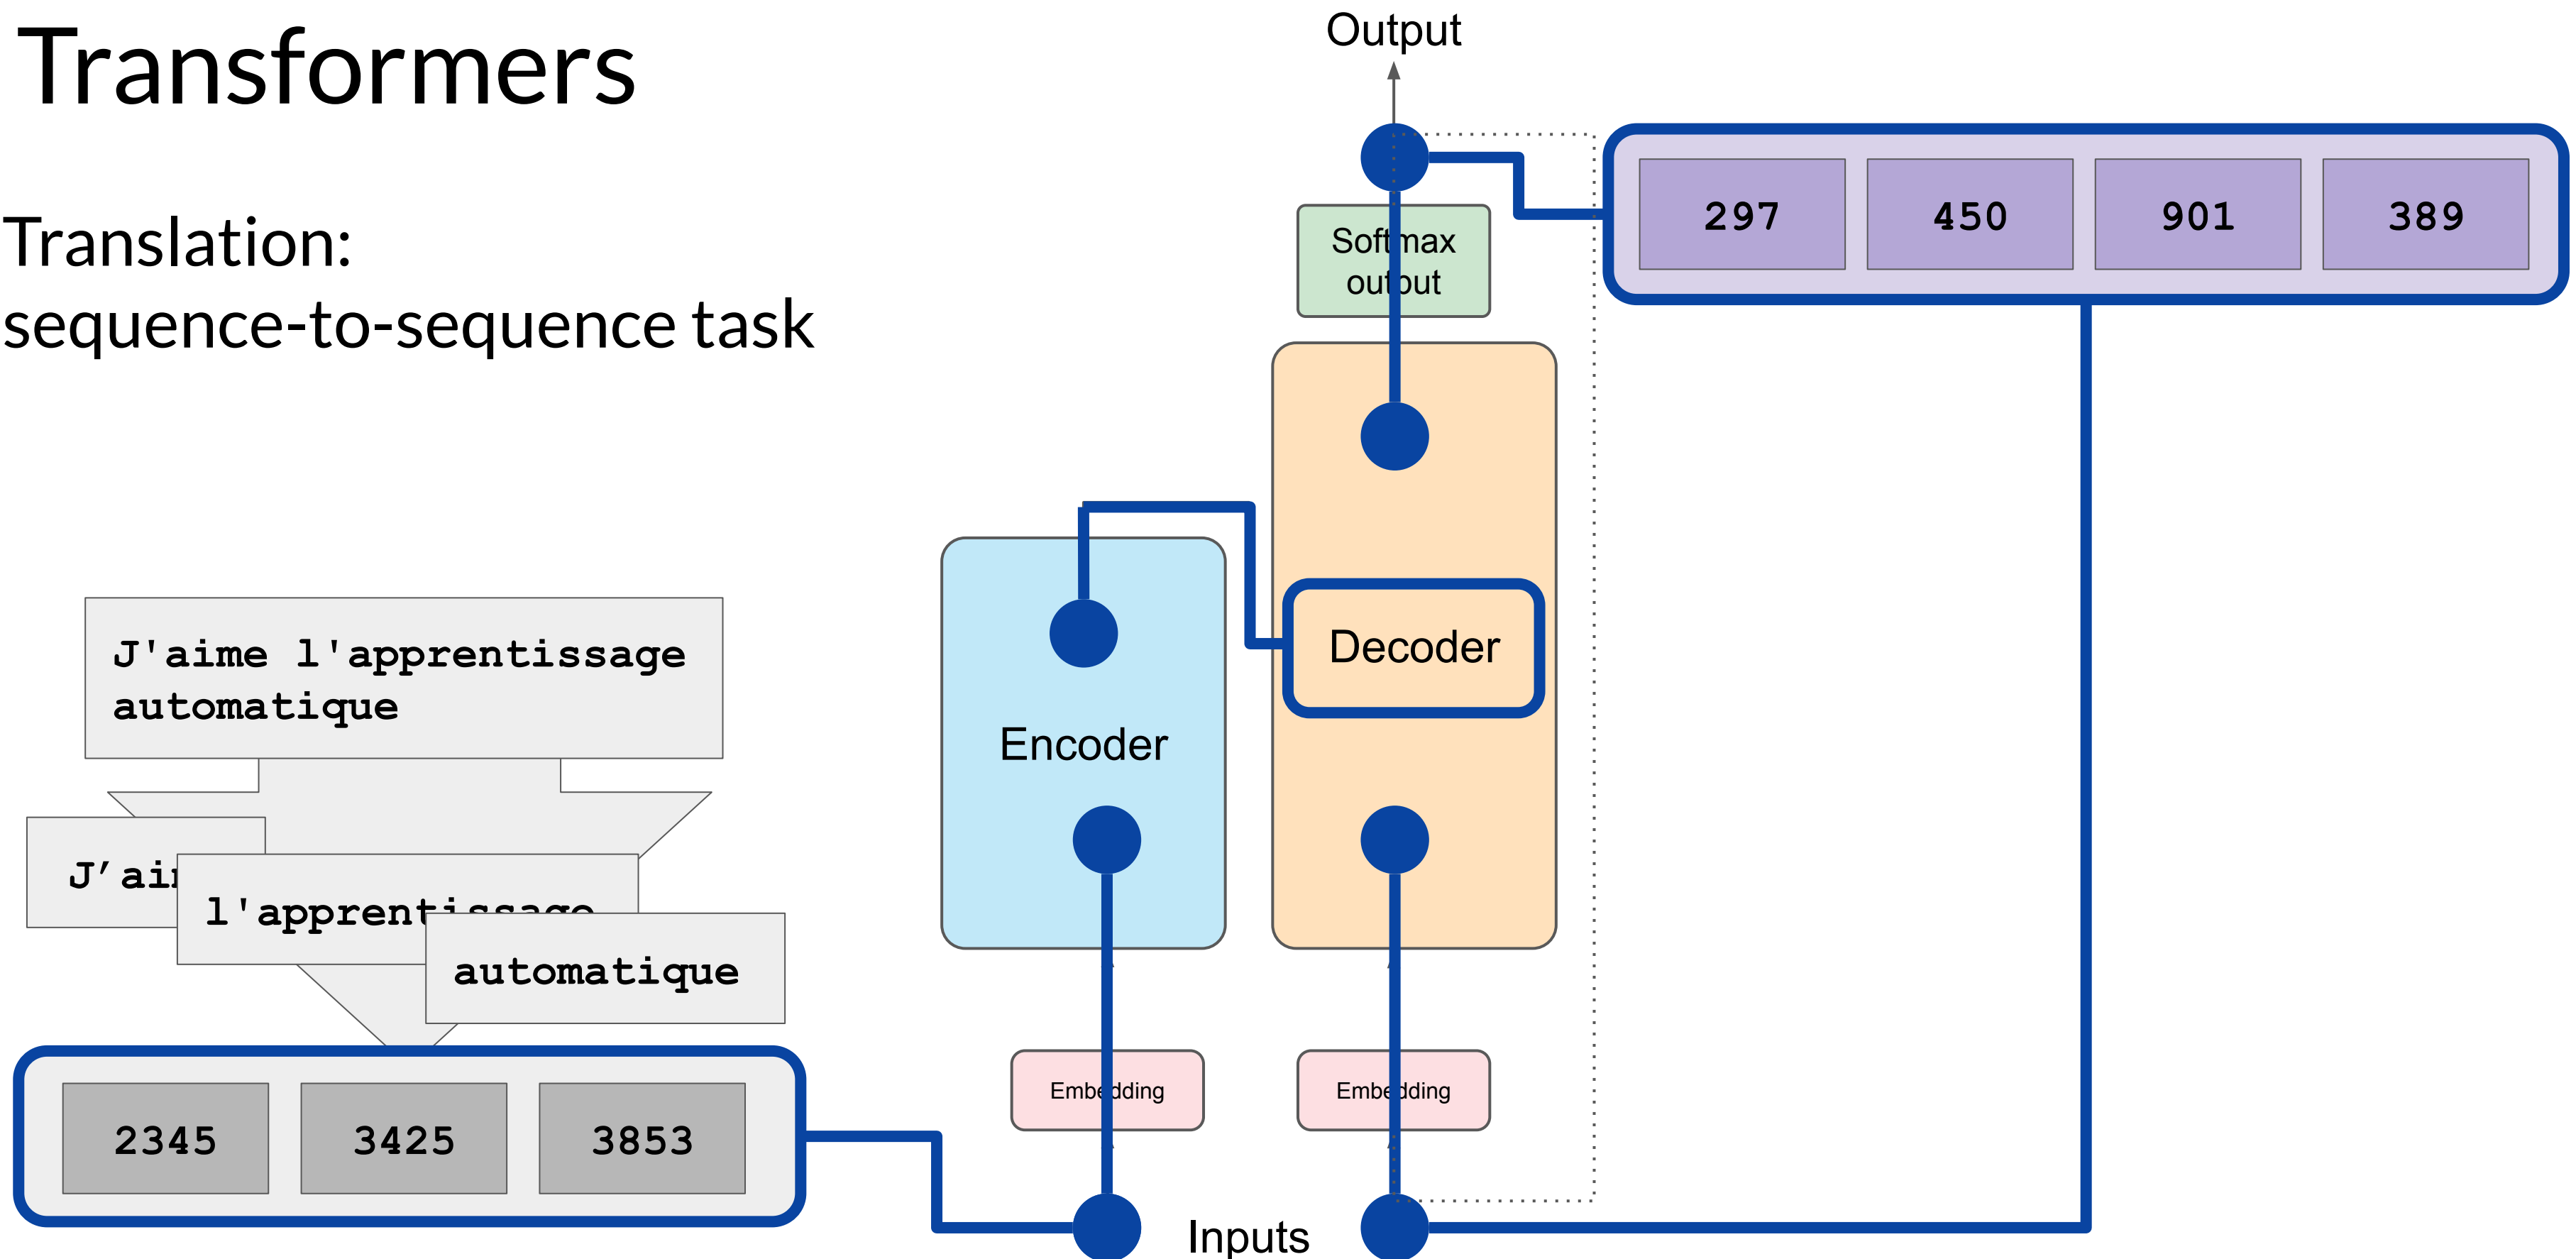 Transformers
Translation:
sequence-to-sequence task
Output
Softmax
output
297
450
901
389
Decoder
Encoder
J'aime l'apprentissage
automatique
l'apprentissage
automatique
Embedding
Embedding
2345
3425
3853
Inputs